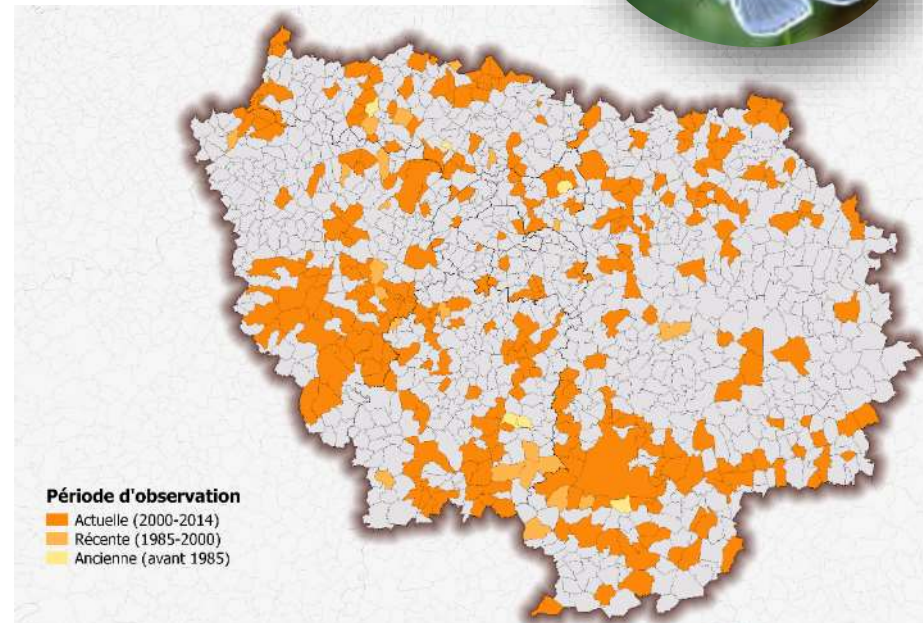 Période d'observation
Actuelle (2000-2014)
Récente (1985-2000)
Ancienne (avant 1985)